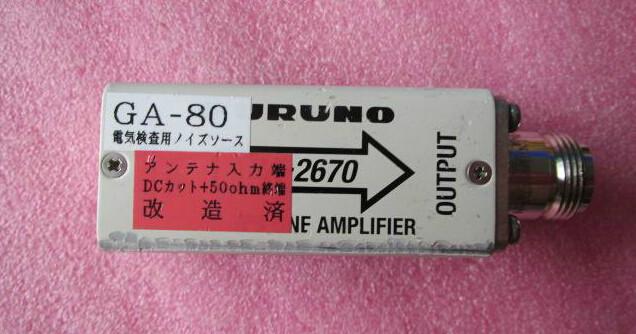 GA-80
電気検査用ノイズソース
URUNO
アンテナ入力端
DCカット+50ohm終端
改造済
-2670
NE AMPLIFIER
OUTPUT